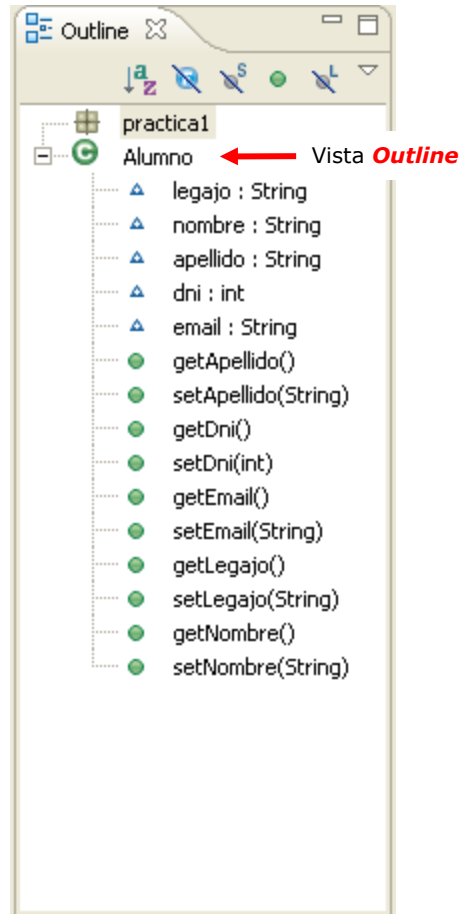 Outline
a
z
S
L
practica1
Alumno
Vista Outline
legajo : String
nombre : String
apellido : String
dni : int
email : String
getApellido()
setApellido(String)
getDni()
setDni(int)
getEmail()
setEmail(String)
getLegajo()
setLegajo(String)
getNombre()
setNombre(String)